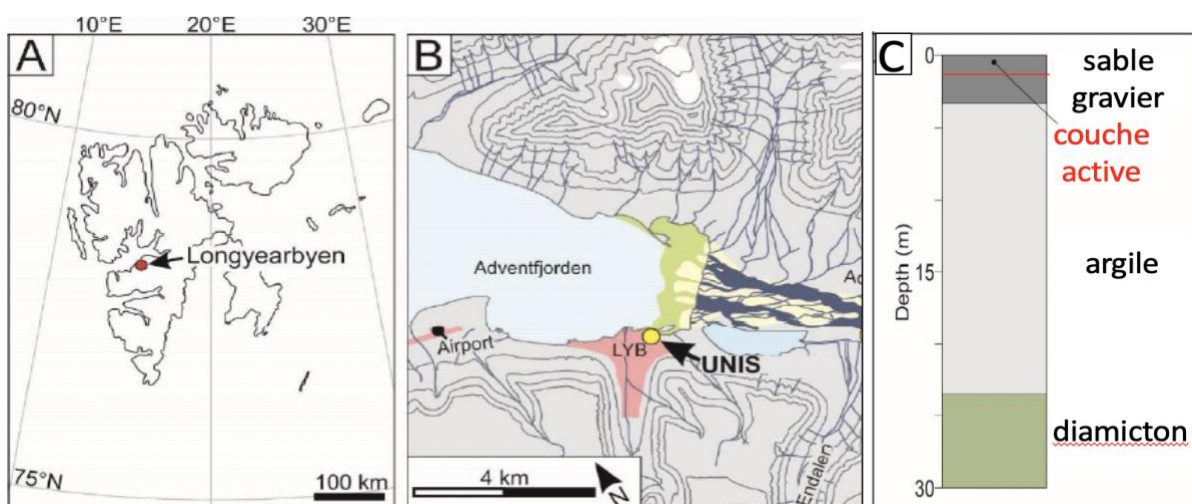 10°E 20°E 30°E
A
80°N
Longyearbyen
75°N
100 km
B
Adventfjorden
Ad
Airport
LYB
UNIS
4 km
N
Endalen
C
0
sable
gravier
couche
active
Depth (m)
15
argile
diamicton
30